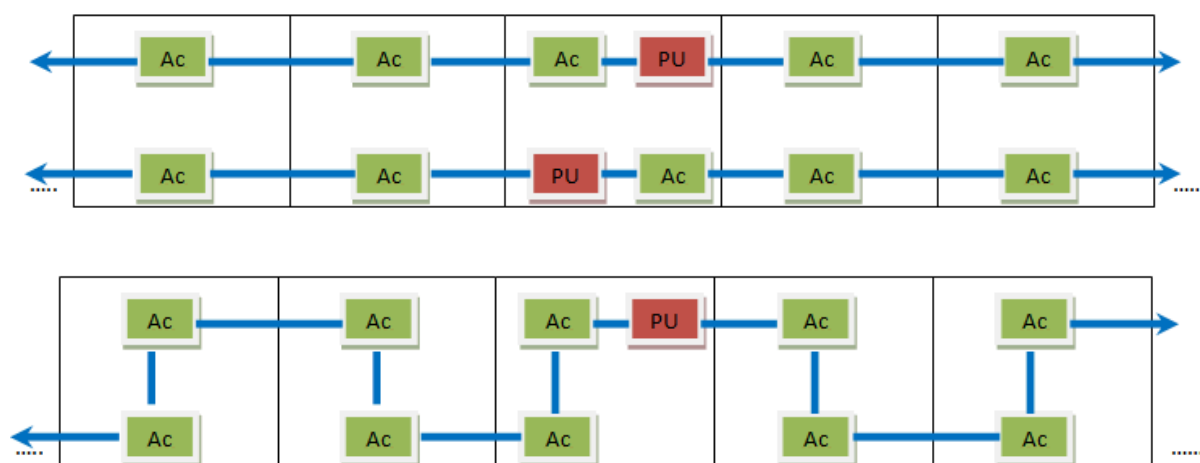 Ac Ac Ac PU Ac Ac
Ac Ac PU Ac Ac Ac
..... .....
Ac Ac Ac PU Ac Ac
Ac Ac Ac Ac Ac
..... ......